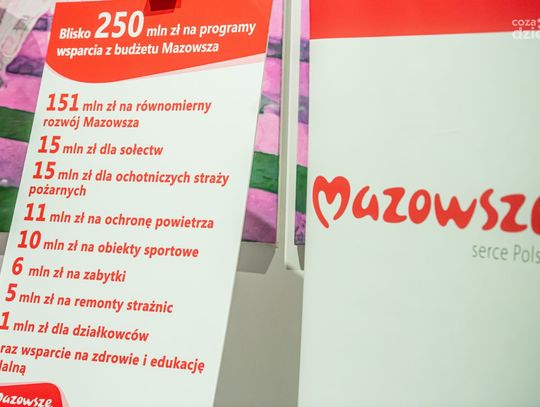 Blisko 250 mln zł na programy
wsparcia z budżetu Mazowsza
151 mln zł na równomierny
rozwój Mazowsza
15 mln zł dla sołectw
15 mln zł dla ochotniczych straży
pożarnych
11 mln zł na ochronę powietrza
10 mln zł na obiekty sportowe
6 mln zł na zabytki
5 mln zł na remonty strażnic
1 mln zł dla działkowców
raz wsparcie na zdrowie i edukację
Mazowsze.
Mazowsze
serce Pols